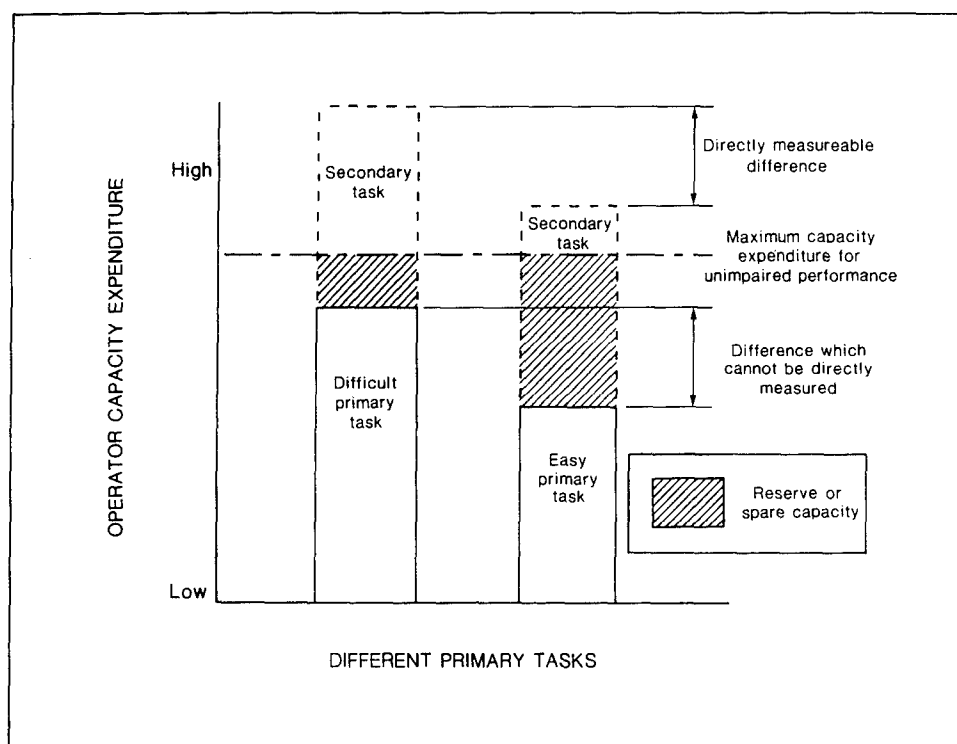 OPERATOR CAPACITY EXPENDITURE
High
Low
Secondary
task
Difficult
primary
task
Secondary
task
Easy
primary
task
Directly measureable
difference
Maximum capacity
expenditure for
unimpaired performance
Difference which
cannot be directly
measured
Reserve or
spare capacity
DIFFERENT PRIMARY TASKS